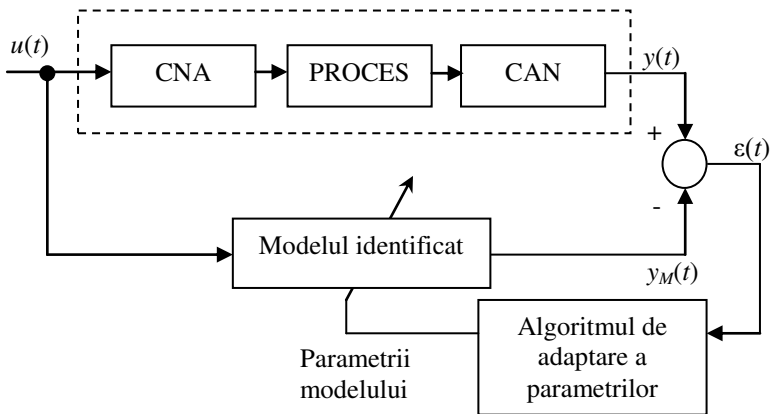 u(t)
CNA
PROCES
CAN
y(t)
+
ε(t)
-
Modelul identificat
yM(t)
Algoritmul de
adaptare a
parametrilor
Parametrii
modelului